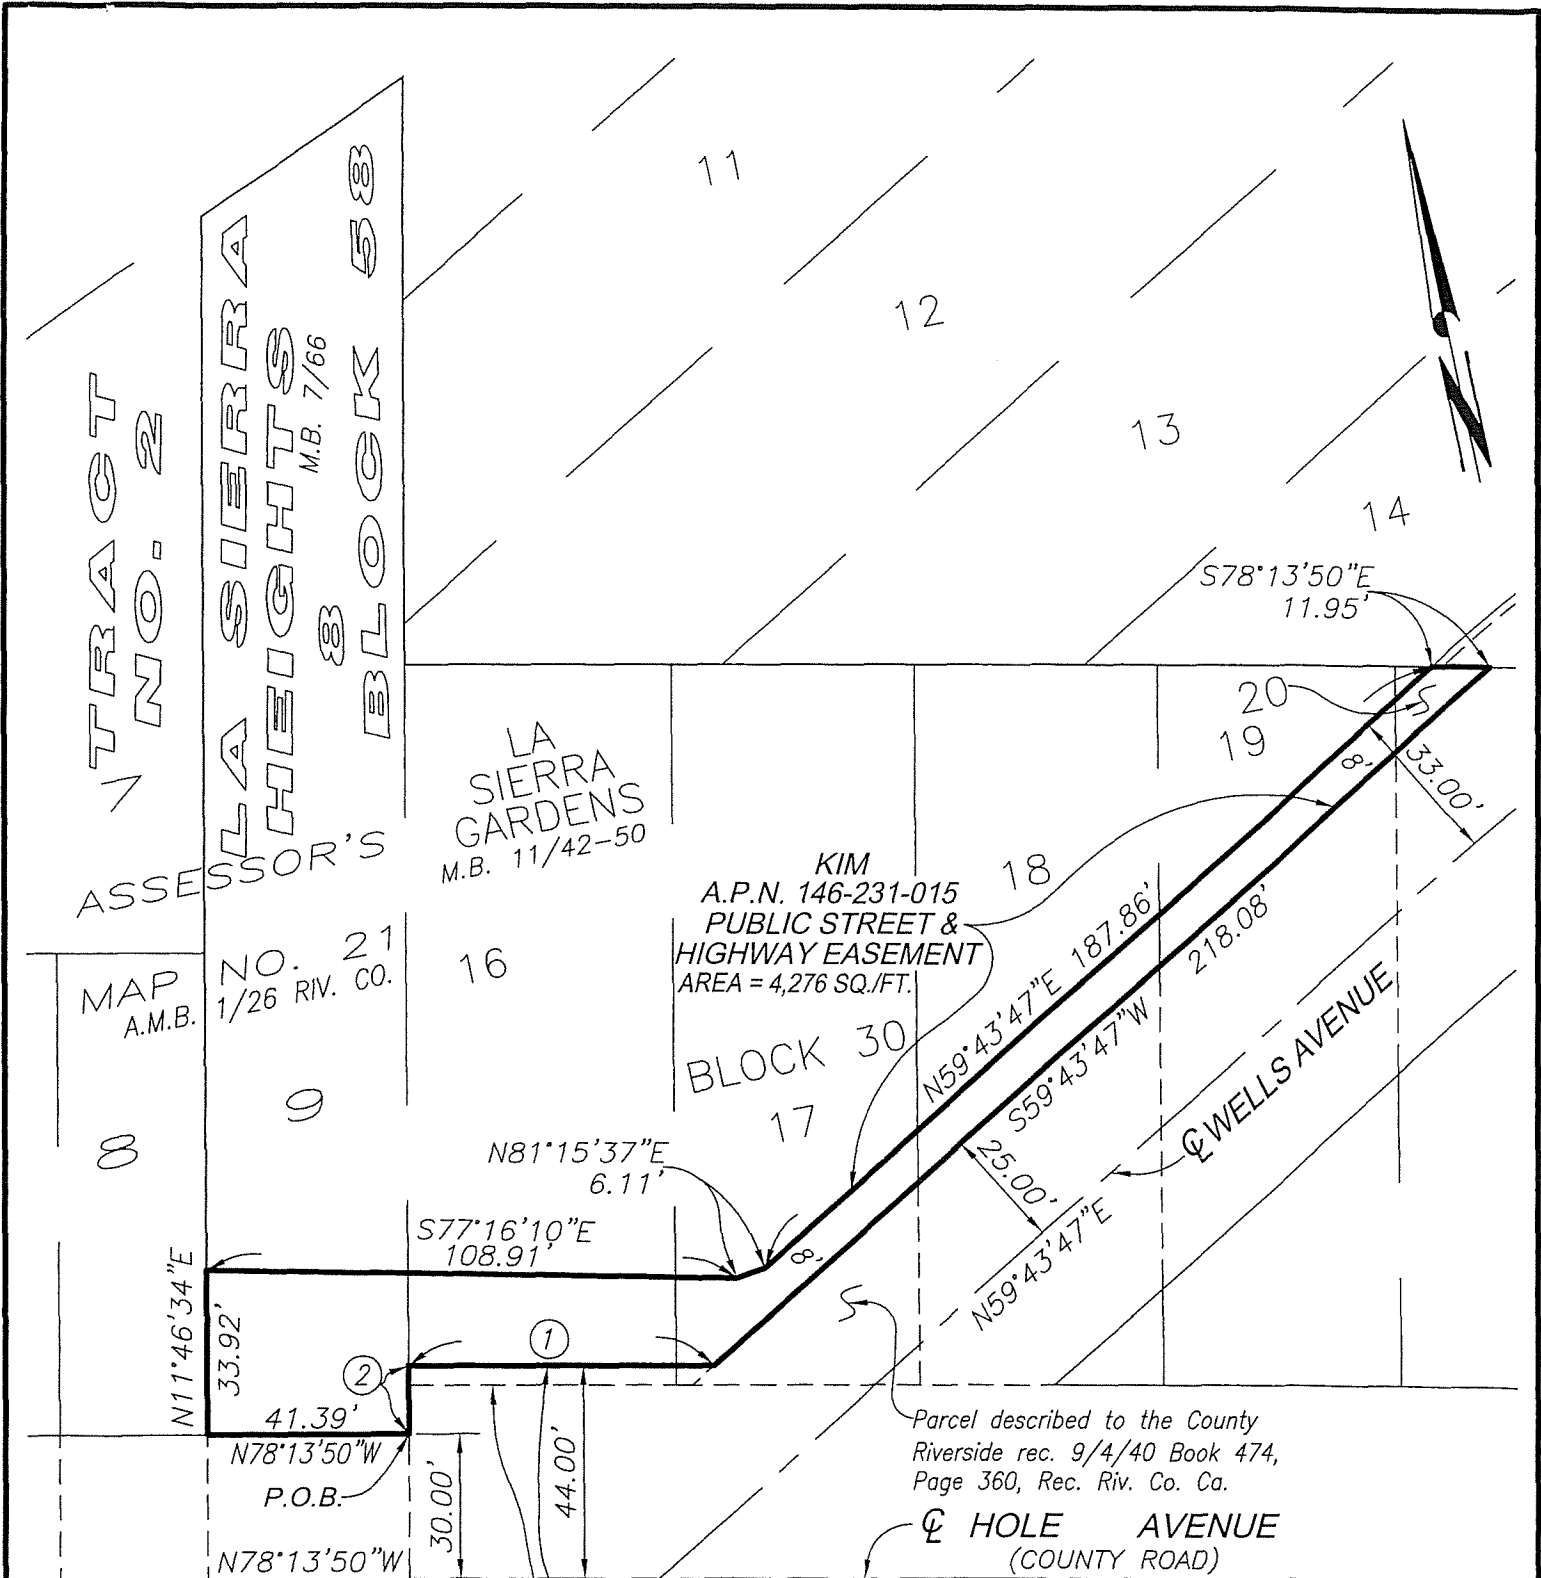 11
12
13
14
TRACT
NO. 2
LA SIERRA
HEIGHTS
M.B. 7/66
8
BLOCK 58
N
S78°13'50"E
11.95'
20
19
33.00'
8'
7
LA
SIERRA
GARDENS
M.B. 11/42-50
ASSESSOR'S
MAP NO. 21
A.M.B. 1/26 RIV. CO.
16
KIM
A.P.N. 146-231-015
PUBLIC STREET &
HIGHWAY EASEMENT
AREA = 4,276 SQ./FT.
18
N59°43'47"E 187.86'
S59°43'47"W 218.08'
BLOCK 30
17
9
8
℄ WELLS AVENUE
25.00'
N59°43'47"E
N81°15'37"E
6.11'
8'
S77°16'10"E
108.91'
N11°46'34"E
33.92'
1
2
41.39'
N78°13'50"W
P.O.B.
30.00'
44.00'
N78°13'50"W
Parcel described to the County
Riverside rec. 9/4/40 Book 474,
Page 360, Rec. Riv. Co. Ca.
℄ HOLE AVENUE
(COUNTY ROAD)